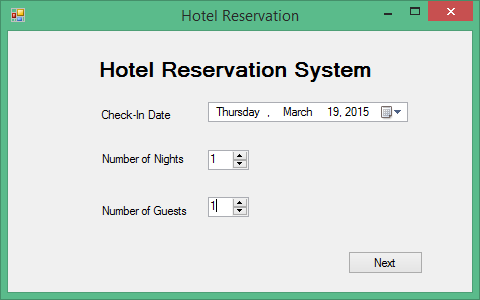 Hotel Reservation
Hotel Reservation System
Check-In Date Thursday , March 19, 2015
Number of Nights 1
Number of Guests 1
Next